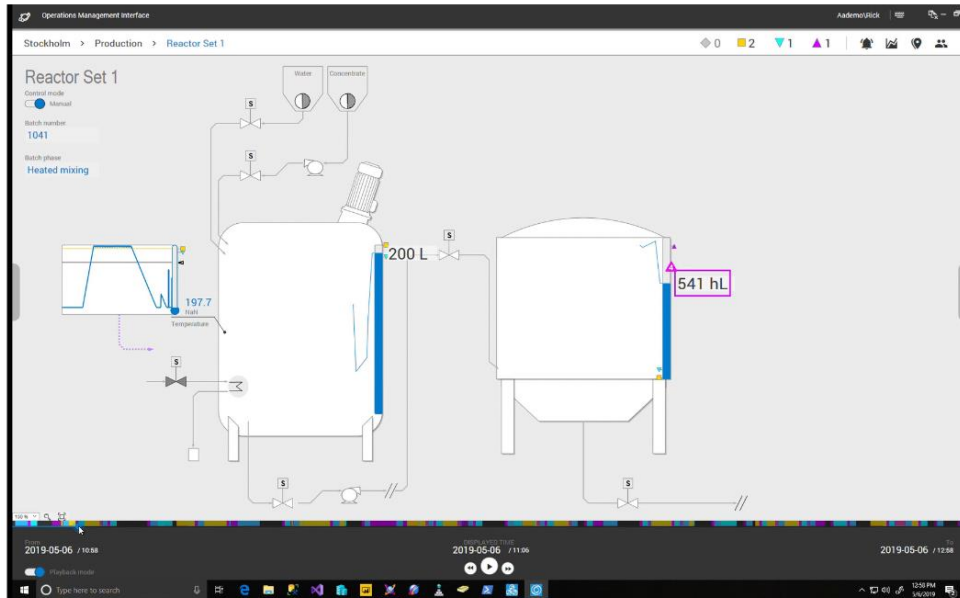 Operations Management Interface
Aademo\Rick
Stockholm > Production > Reactor Set 1
0 2 1 1
Reactor Set 1
Control mode
Manual
Batch number
1041
Batch phase
Heated mixing
Water
Concentrate
S
S
S
200 L
541 hL
197.7
Temperature
S
S
S
100 %
From
2019-05-06 / 10:58
DISPLAYED TIME
2019-05-06 / 11:06
To
2019-05-06 / 12:58
Playback mode
Type here to search
12:58 PM
5/6/2019